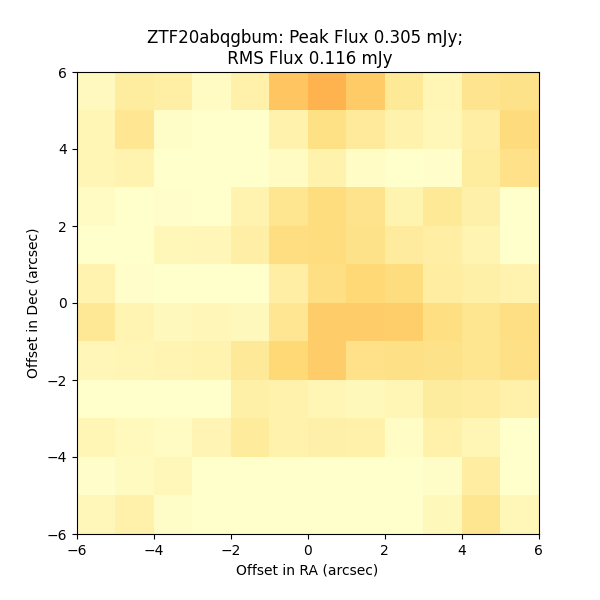 ZTF20abqgbum: Peak Flux 0.305 mJy;
RMS Flux 0.116 mJy
6
4
2
0
−2
−4
−6
Offset in Dec (arcsec)
−6 −4 −2 0 2 4 6
Offset in RA (arcsec)